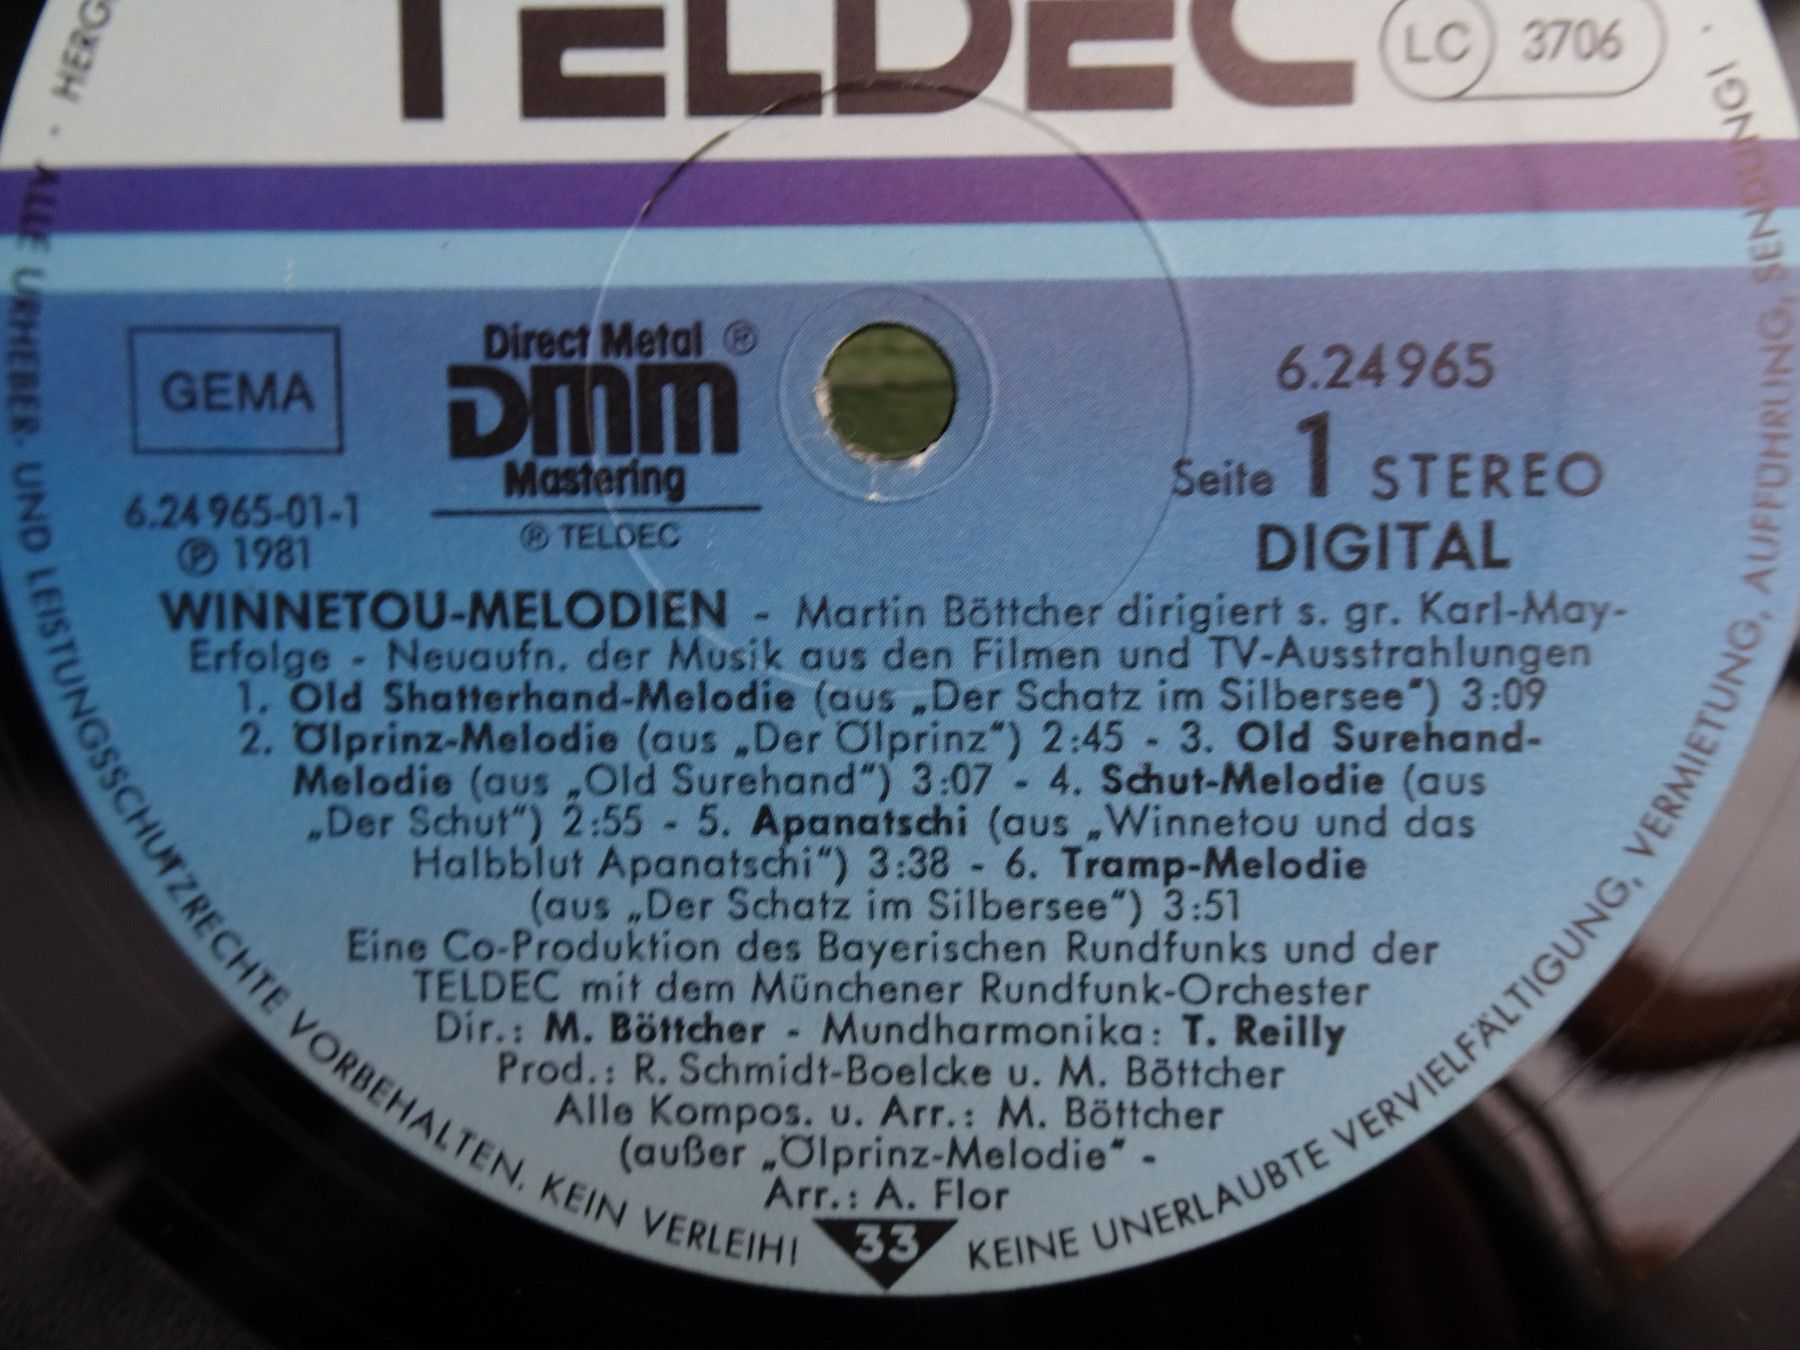 TELDEC
LC 3706
GEMA
Direct Metal ®
DMM
Mastering
® TELDEC
6.24965-01-1
℗ 1981
6.24965
Seite 1 STEREO
DIGITAL
WINNETOU-MELODIEN - Martin Böttcher dirigiert s. gr. Karl-May-
Erfolge - Neuaufn. der Musik aus den Filmen und TV-Ausstrahlungen
1. Old Shatterhand-Melodie (aus „Der Schatz im Silbersee“) 3:09
2. Ölprinz-Melodie (aus „Der Ölprinz“) 2:45 - 3. Old Surehand-
Melodie (aus „Old Surehand“) 3:07 - 4. Schut-Melodie (aus
„Der Schut“) 2:55 - 5. Apanatschi (aus „Winnetou und das
Halbblut Apanatschi“) 3:38 - 6. Tramp-Melodie
(aus „Der Schatz im Silbersee“) 3:51
Eine Co-Produktion des Bayerischen Rundfunks und der
TELDEC mit dem Münchener Rundfunk-Orchester
Dir.: M. Böttcher - Mundharmonika: T. Reilly
Prod.: R. Schmidt-Boelcke u. M. Böttcher
Alle Kompos. u. Arr.: M. Böttcher
(außer „Ölprinz-Melodie“ -
Arr.: A. Flor
33
· ALLE URHEBER. UND LEISTUNGSSCHUTZRECHTE VORBEHALTEN. KEIN VERLEIH!
KEINE UNERLAUBTE VERVIELFÄLTIGUNG, VERMIETUNG, AUFFÜHRUNG, SENDUNG! ·